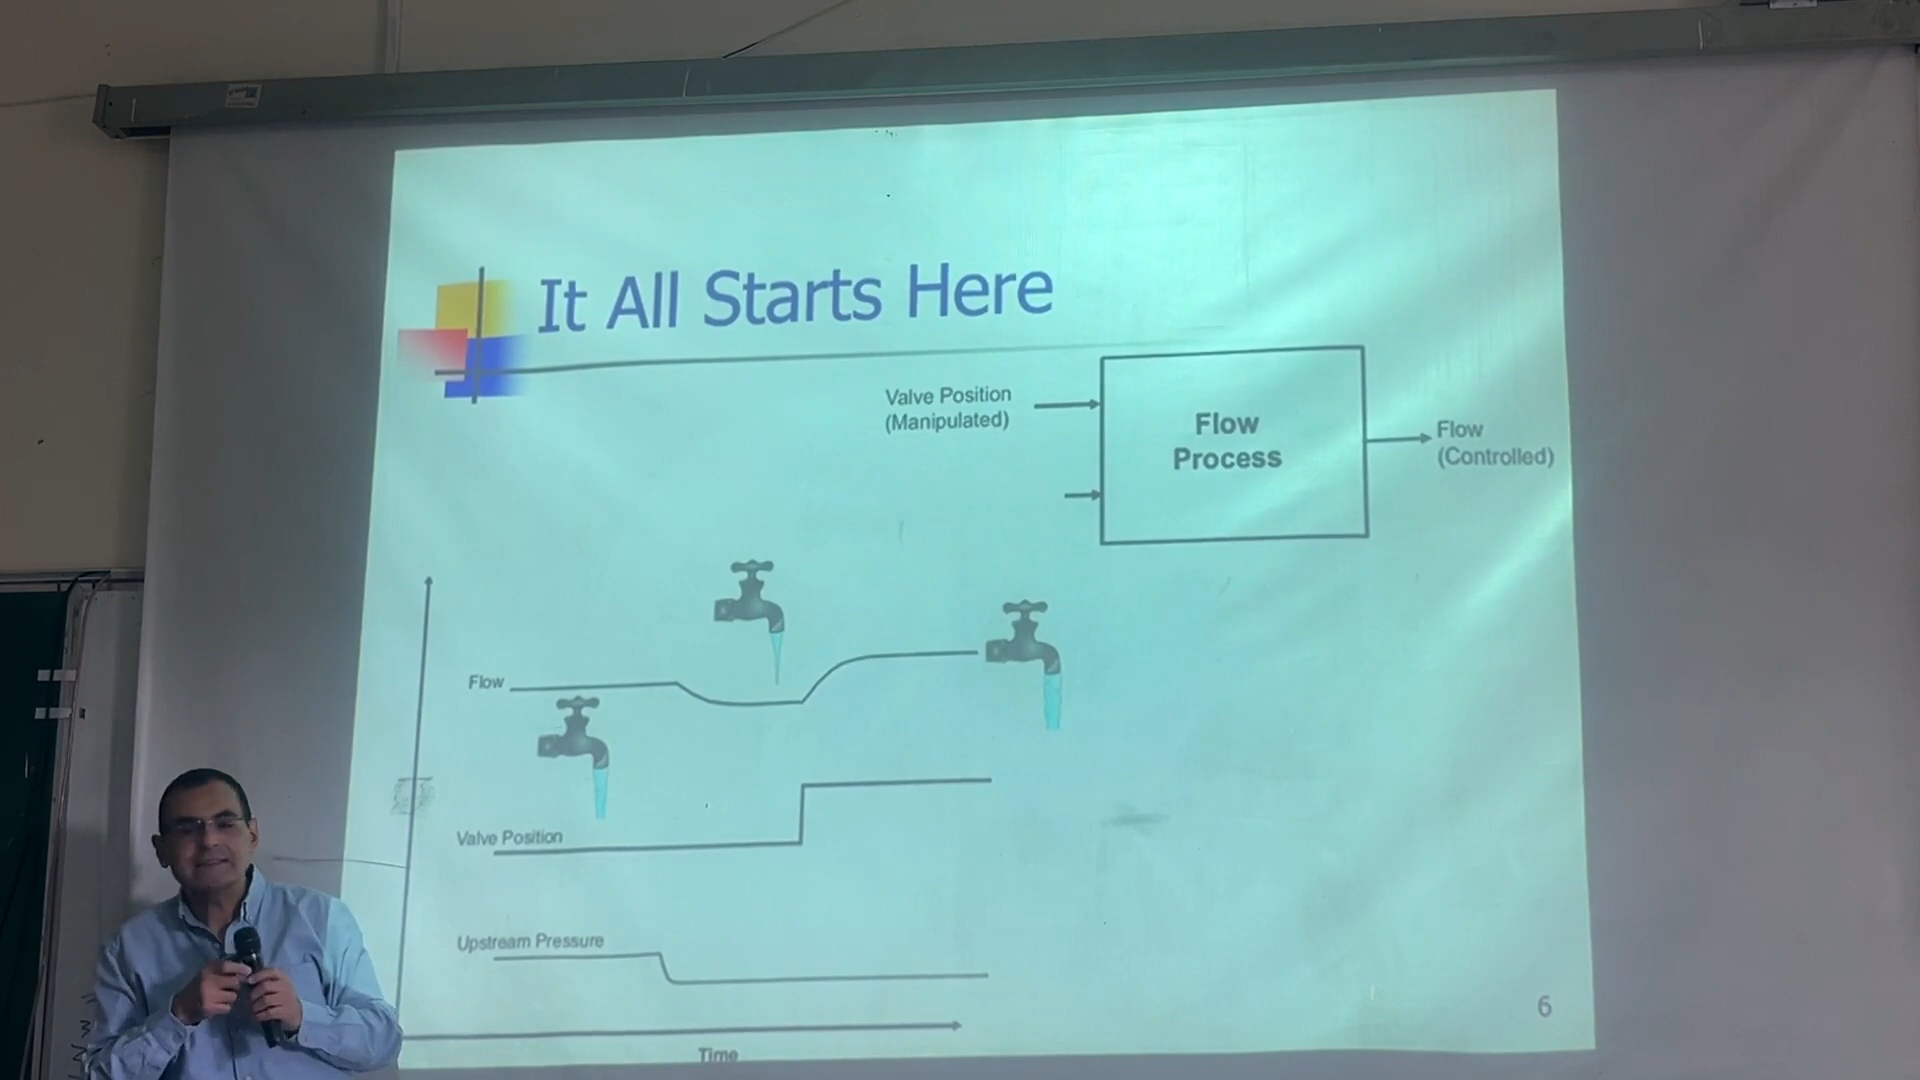 It All Starts Here
Valve Position
(Manipulated)
Flow
Process
Flow
(Controlled)
Flow
Valve Position
Upstream Pressure
Time
6